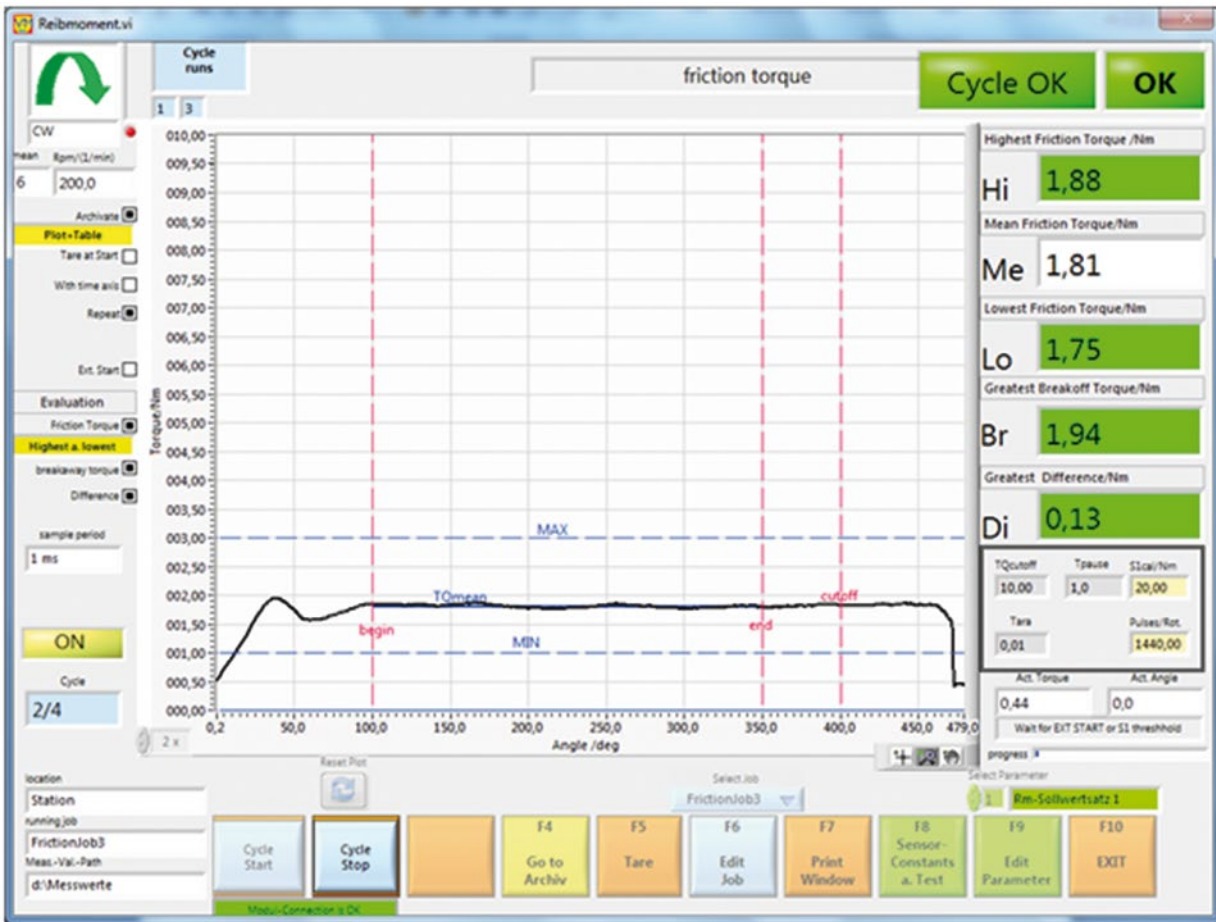 Reibmoment.vi
Cycle runs
1 3
friction torque
Cycle OK
OK
CW
mean Rpm/(1/min)
6 200,0
Archivate
Plot+Table
Tare at Start
With time axis
Repeat
Ext. Start
Evaluation
Friction Torque
Highest a. lowest
breakaway torque
Difference
sample period
1 ms
ON
Cycle
2/4
Torque/Nm
010,00
009,50
009,00
008,50
008,00
007,50
007,00
006,50
006,00
005,50
005,00
004,50
004,00
003,50
003,00
002,50
002,00
001,50
001,00
000,50
000,00
MAX
TQmean
cutoff
begin
end
MIN
0,2 50,0 100,0 150,0 200,0 250,0 300,0 350,0 400,0 450,0 479,0
Angle /deg
2 x
Highest Friction Torque /Nm
Hi 1,88
Mean Friction Torque/Nm
Me 1,81
Lowest Friction Torque/Nm
Lo 1,75
Greatest Breakoff Torque/Nm
Br 1,94
Greatest Difference/Nm
Di 0,13
TQcutoff Tpause S1cal/Nm
10,00 1,0 20,00
Tara Pulses/Rot.
0,01 1440,00
Act. Torque Act. Angle
0,44 0,0
Wait for EXT START or S1 threshhold
progress
Reset Plot
Select Job
FrictionJob3
Select Parameter
1 Rm-Sollwertsatz 1
location
Station
running job
FrictionJob3
Meas.-Val.-Path
d:\Messwerte
Cycle Start
Cycle Stop
F4 Go to Archiv
F5 Tare
F6 Edit Job
F7 Print Window
F8 Sensor-Constants a. Test
F9 Edit Parameter
F10 EXIT
Modul-Connection is OK